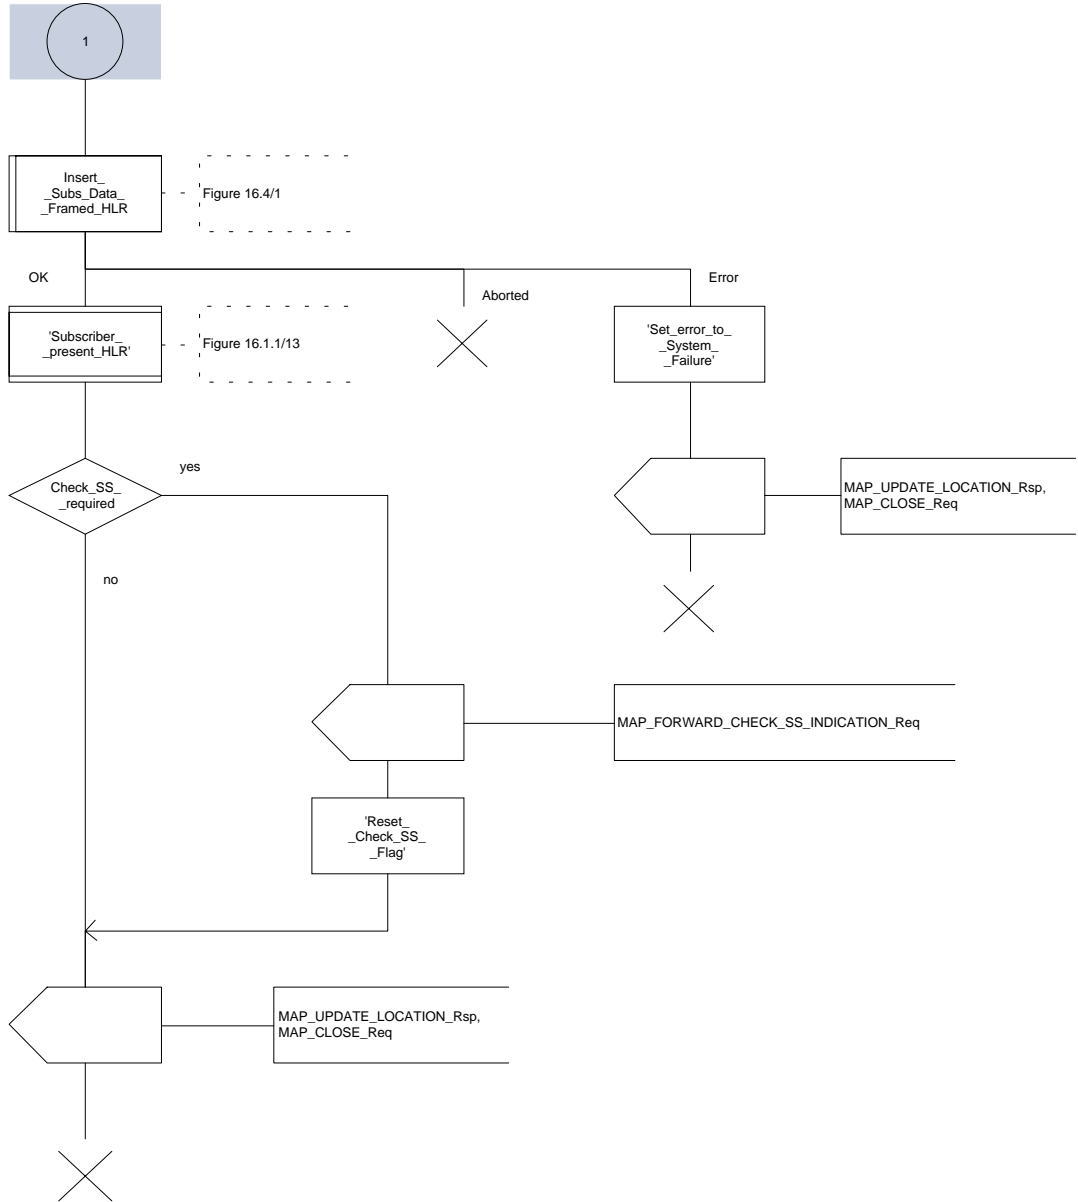 1
Insert_
_Subs_Data_
_Framed_HLR
Figure 16.4/1
OK
Aborted
Error
'Subscriber_
_present_HLR'
Figure 16.1.1/13
'Set_error_to_
_System_
_Failure'
yes
Check_SS_
_required
MAP_UPDATE_LOCATION_Rsp,
MAP_CLOSE_Req
no
MAP_FORWARD_CHECK_SS_INDICATION_Req
'Reset_
_Check_SS_
_Flag'
MAP_UPDATE_LOCATION_Rsp,
MAP_CLOSE_Req